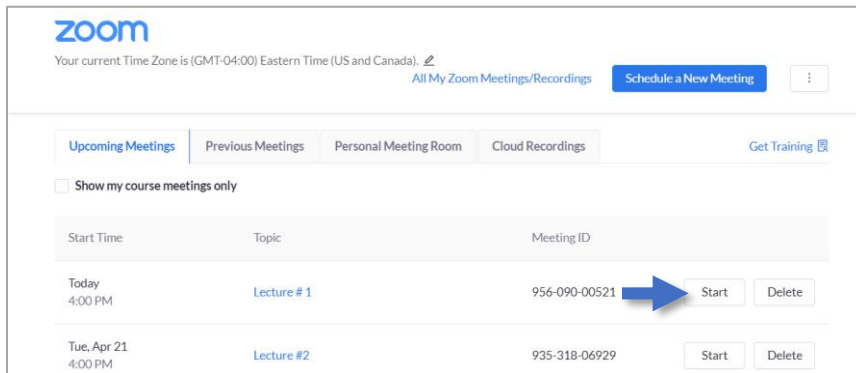 zoom
Your current Time Zone is (GMT-04:00) Eastern Time (US and Canada).
All My Zoom Meetings/Recordings Schedule a New Meeting
Upcoming Meetings Previous Meetings Personal Meeting Room Cloud Recordings Get Training
Show my course meetings only
Start Time Topic Meeting ID
Today
4:00 PM
Lecture # 1 956-090-00521 Start Delete
Tue, Apr 21
4:00 PM
Lecture #2 935-318-06929 Start Delete